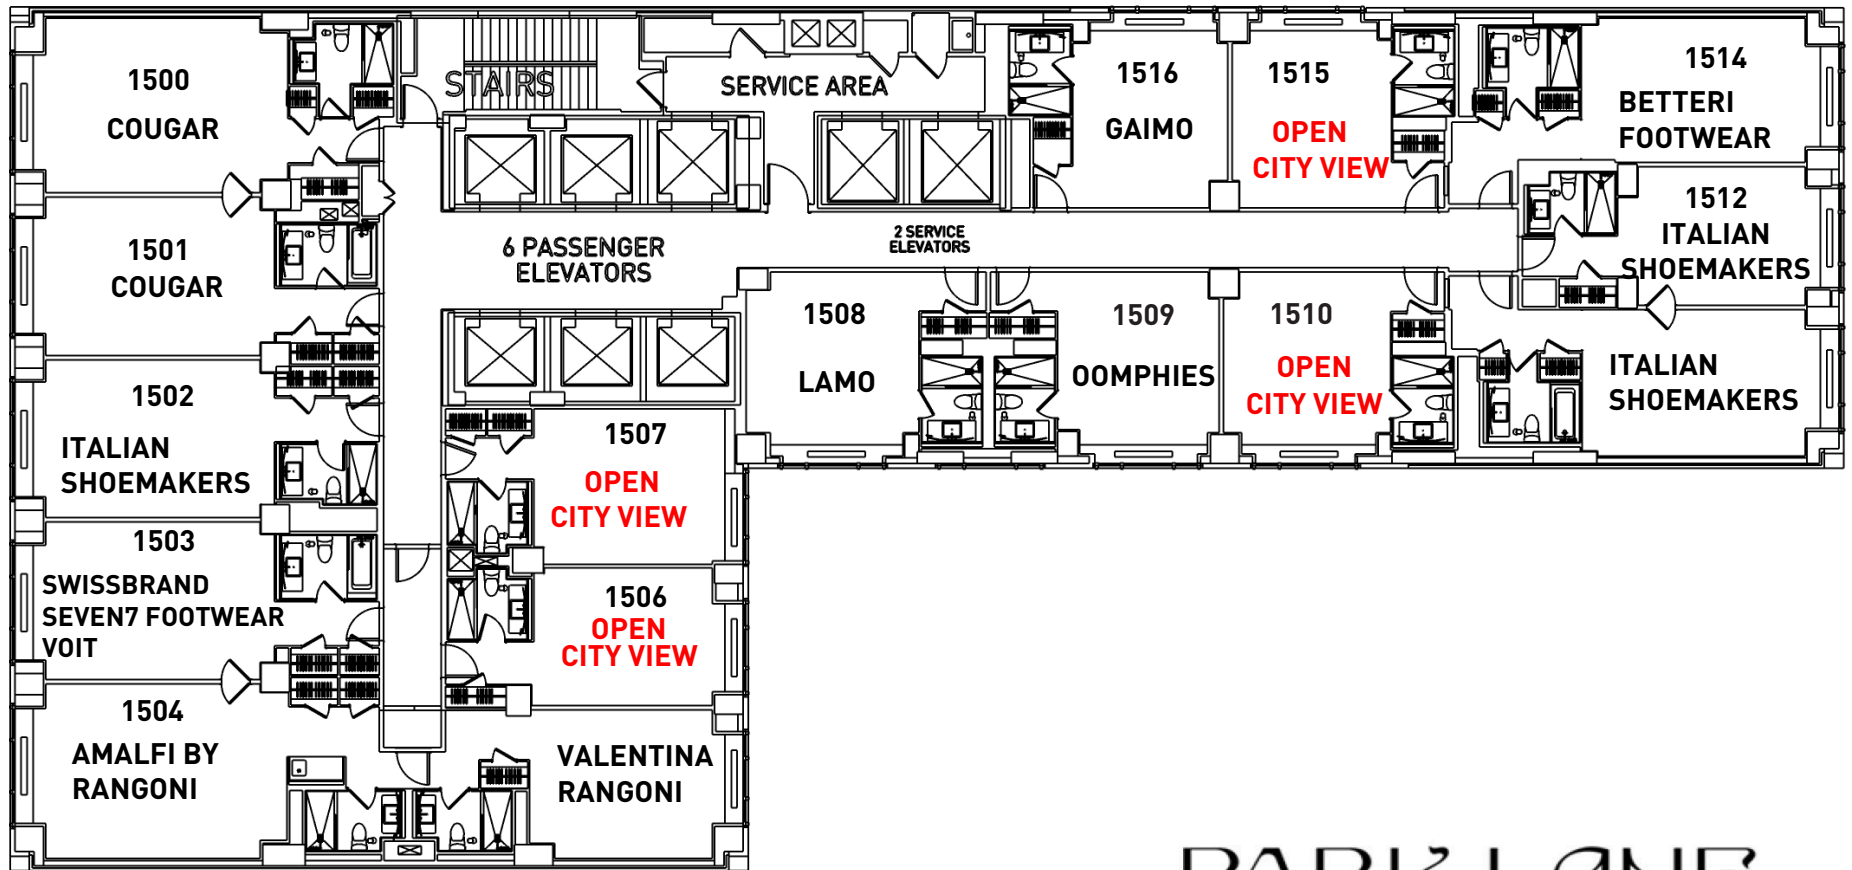 1500
COUGAR
STAIRS
SERVICE AREA
1516
GAIMO
1515
OPEN
CITY VIEW
1514
BETTERI
FOOTWEAR
1501
COUGAR
6 PASSENGER
ELEVATORS
2 SERVICE
ELEVATORS
1512
ITALIAN
SHOEMAKERS
1502
ITALIAN
SHOEMAKERS
1508
LAMO
1509
OOMPHIES
1510
OPEN
CITY VIEW
ITALIAN
SHOEMAKERS
1507
OPEN
CITY VIEW
1503
SWISSBRAND
SEVEN7 FOOTWEAR
VOIT
1506
OPEN
CITY VIEW
1504
AMALFI BY
RANGONI
VALENTINA
RANGONI
PARK LANE